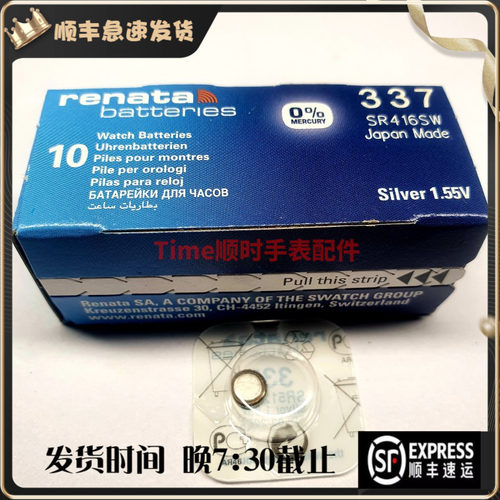 顺丰急速发货
renata
batteries
0%
MERCURY
337
SR416SW
Japan Made
10
Watch Batteries
Uhrenbatterien
Piles pour montres
Pile per orologi
Pilas para reloj
БАТАРЕЙКИ ДЛЯ ЧАСОВ
بطاريات ساعت
Silver 1.55V
Time顺时手表配件
Pull this strip
Renata SA, A COMPANY OF THE SWATCH GROUP
Kreuzenstrasse 30, CH-4452 Itingen, Switzerland
www.renata.com
发货时间 晚7:30截止
SF EXPRESS
顺丰速运